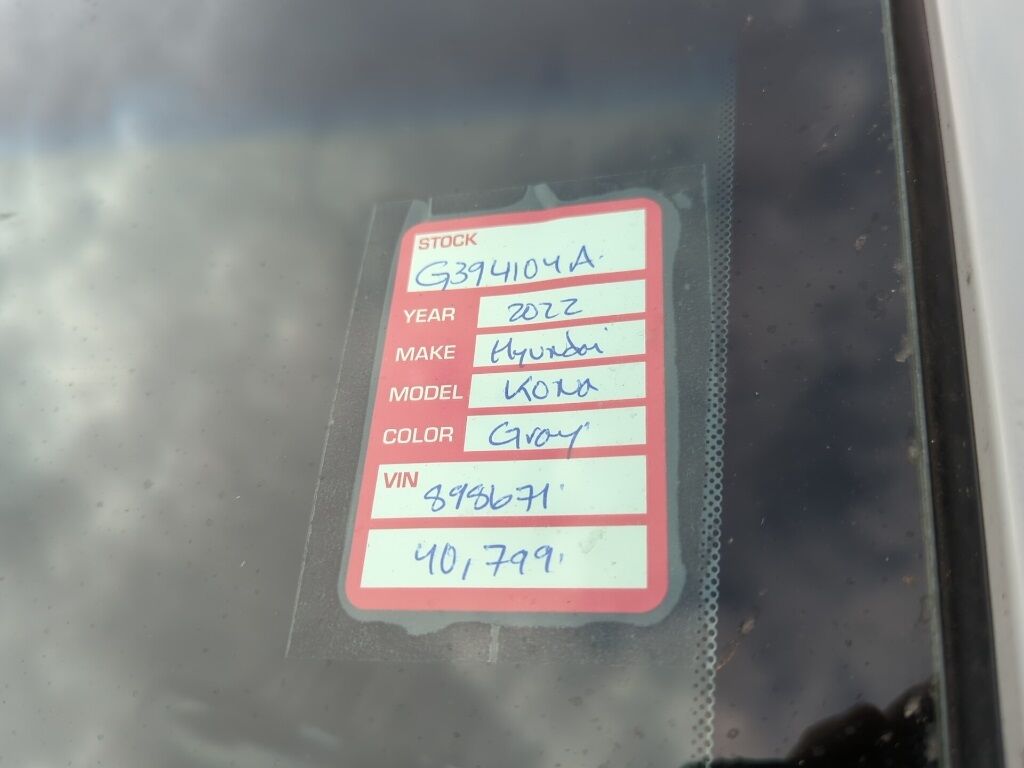 STOCK
G394104A
YEAR 2022
MAKE Hyundai
MODEL Kona
COLOR Gray
VIN
898671
40,799